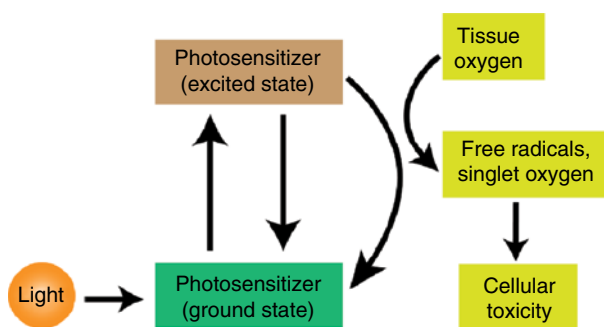 Photosensitizer
(excited state)
Tissue
oxygen
Free radicals,
singlet oxygen
Light
Photosensitizer
(ground state)
Cellular
toxicity